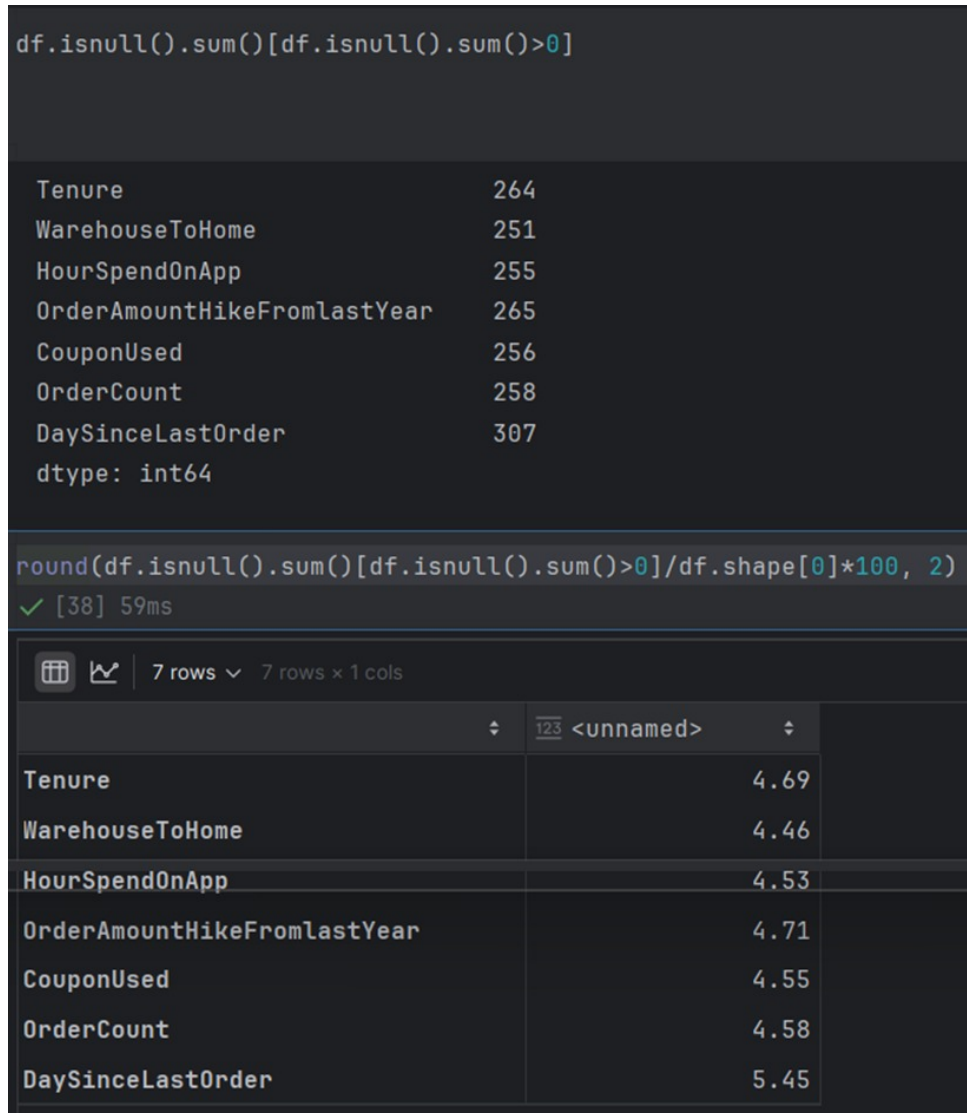 df.isnull().sum()[df.isnull().sum()>0]
Tenure 264
WarehouseToHome 251
HourSpendOnApp 255
OrderAmountHikeFromlastYear 265
CouponUsed 256
OrderCount 258
DaySinceLastOrder 307
dtype: int64
round(df.isnull().sum()[df.isnull().sum()>0]/df.shape[0]*100, 2)
[38] 59ms
7 rows 7 rows × 1 cols
123 <unnamed>
Tenure 4.69
WarehouseToHome 4.46
HourSpendOnApp 4.53
OrderAmountHikeFromlastYear 4.71
CouponUsed 4.55
OrderCount 4.58
DaySinceLastOrder 5.45